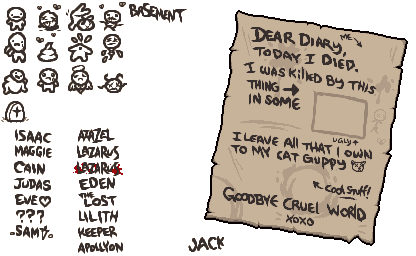 BASEMENT
ISAAC
MAGGIE
CAIN
JUDAS
EVE♡
???
SAMS
AZAZEL
LAZARUS
LAZARUS
EDEN
THE LOST
LILITH
KEEPER
APOLLYON
DEAR DIARY,
ME
TODAY I DIED.
I WAS KILLED BY THIS
THING →
IN SOME
UGLY↑
I LEAVE ALL THAT I OWN
TO MY CAT GUPPY
↖COOL STUFF!
GOODBYE CRUEL WORLD
XOXO
JACK